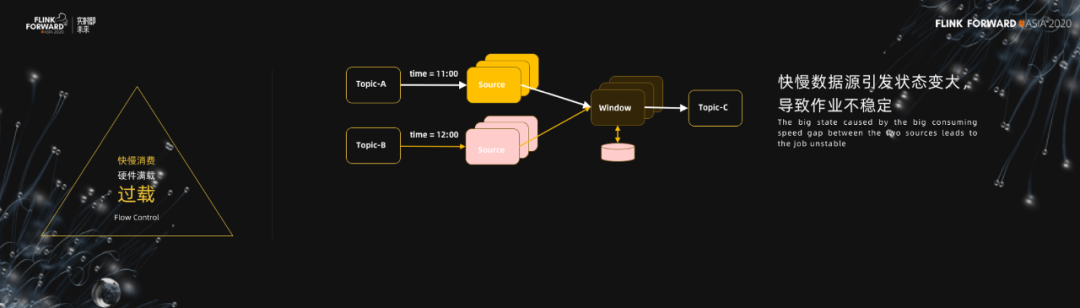 FLINK
FORWARD
#ASIA 2020
实时即
未来
FLINK FORWARD #ASIA 2020
快慢消费
硬件满载
过载
Flow Control
Topic-A
time = 11:00
Source
Topic-B
time = 12:00
Source
Window
Topic-C
快慢数据源引发状态变大，
导致作业不稳定
The big state caused by the big consuming
speed gap between the two sources leads to
the job unstable